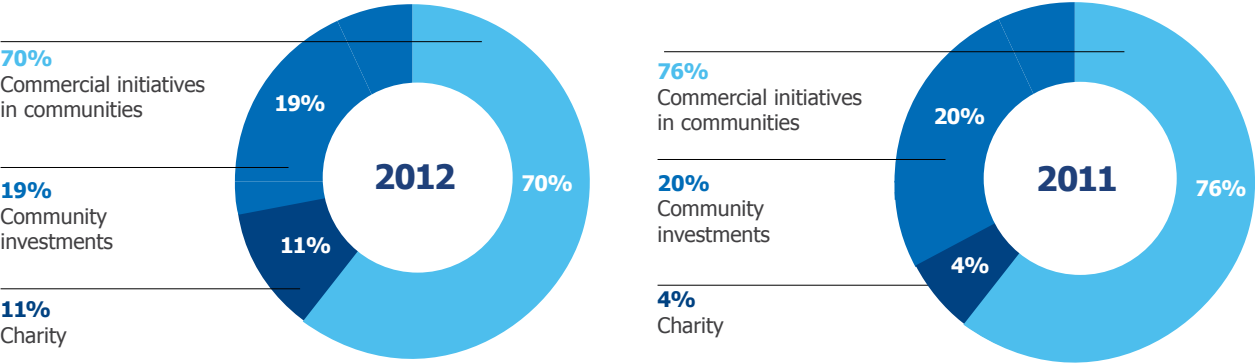 70%
Commercial initiatives
in communities
19%
Community
investments
11%
Charity
19%
2012
70%
11%
76%
Commercial initiatives
in communities
20%
Community
investments
4%
Charity
20%
2011
76%
4%